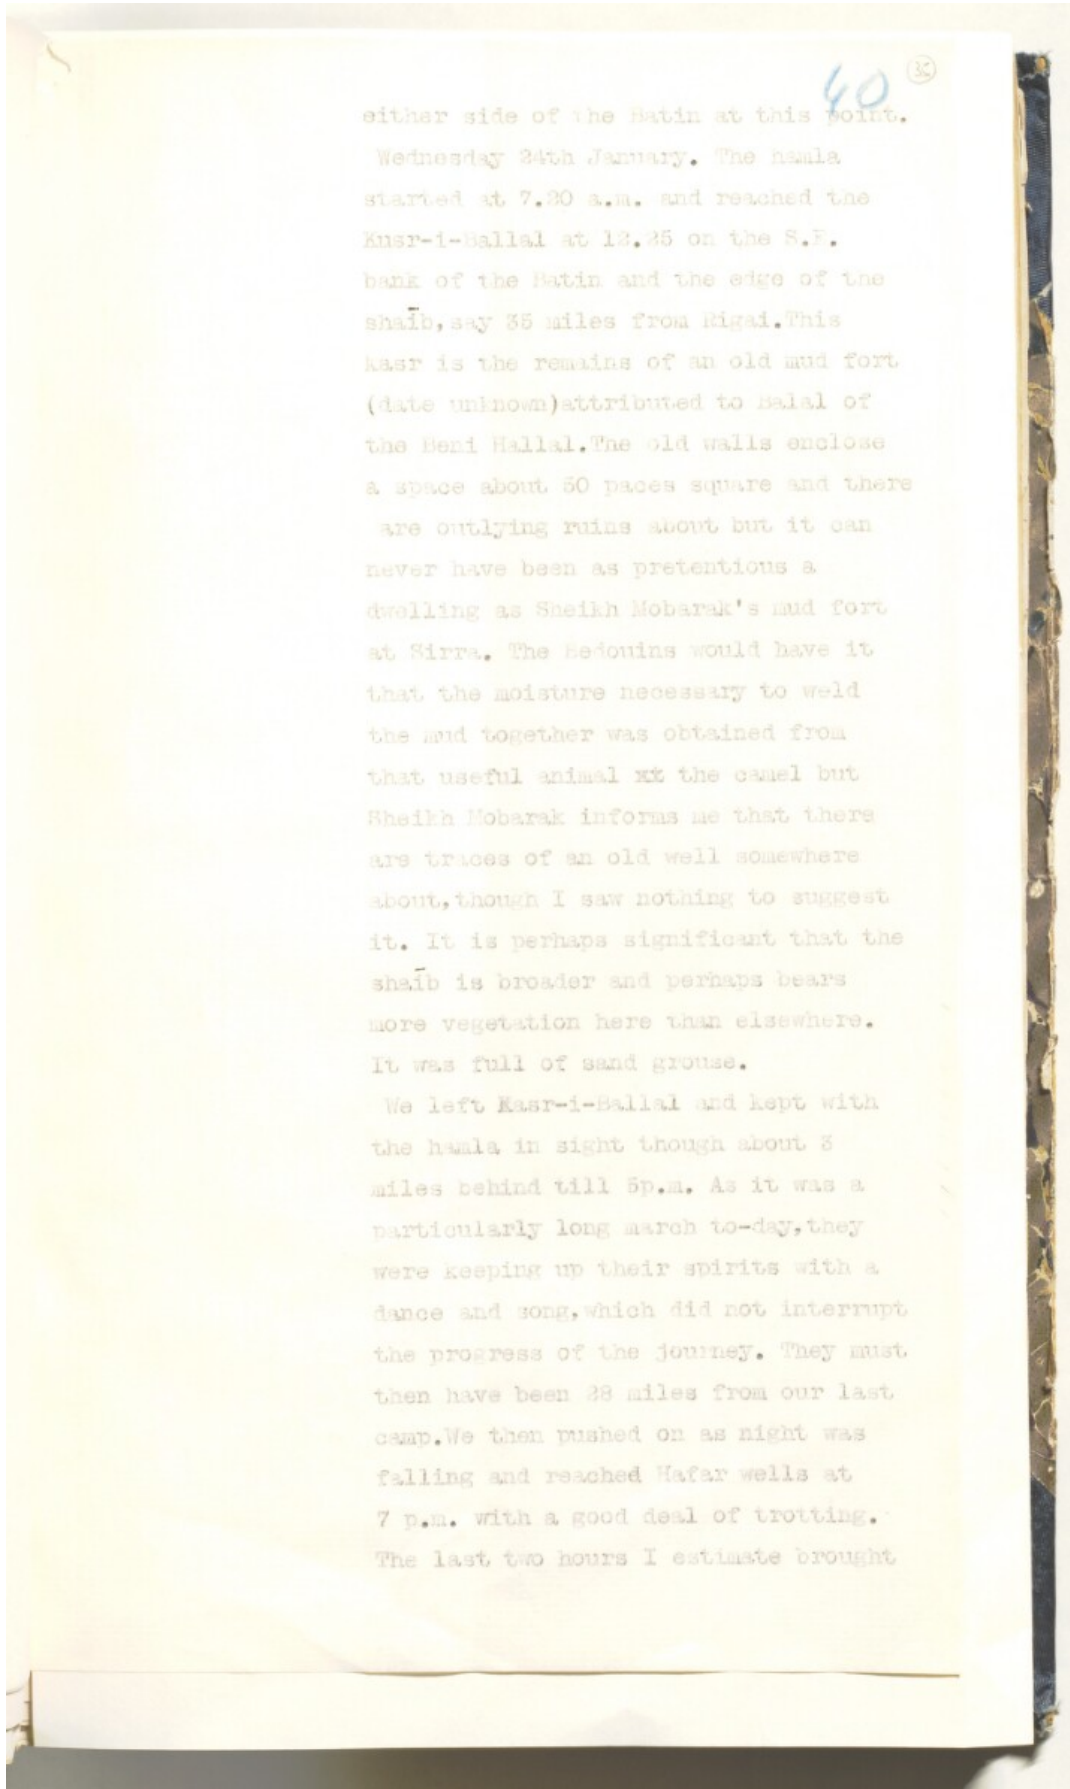 40
36
either side of the Batin at this point.
Wednesday 24th January. The hamla
started at 7.20 a.m. and reached the
Kusr-i-Ballal at 12.25 on the S.E.
bank of the Batin and the edge of the
shaīb,say 35 miles from Rigai.This
kasr is the remains of an old mud fort
(date unknown)attributed to Balal of
the Beni Hallal.The old walls enclose
a space about 50 paces square and there
are outlying ruins about but it can
never have been as pretentious a
dwelling as Sheikh Mobarak's mud fort
at Sirra. The Bedouins would have it
that the moisture necessary to weld
the mud together was obtained from
that useful animal xt the camel but
Sheikh Mobarak informs me that there
are traces of an old well somewhere
about,though I saw nothing to suggest
it. It is perhaps significant that the
shaīb is broader and perhaps bears
more vegetation here than elsewhere.
It was full of sand grouse.
We left Kasr-i-Ballal and kept with
the hamla in sight though about 3
miles behind till 5p.m. As it was a
particularly long march to-day,they
were keeping up their spirits with a
dance and song,which did not interrupt
the progress of the journey. They must
then have been 28 miles from our last
camp.We then pushed on as night was
falling and reached Hafar wells at
7 p.m. with a good deal of trotting.
The last two hours I estimate brought